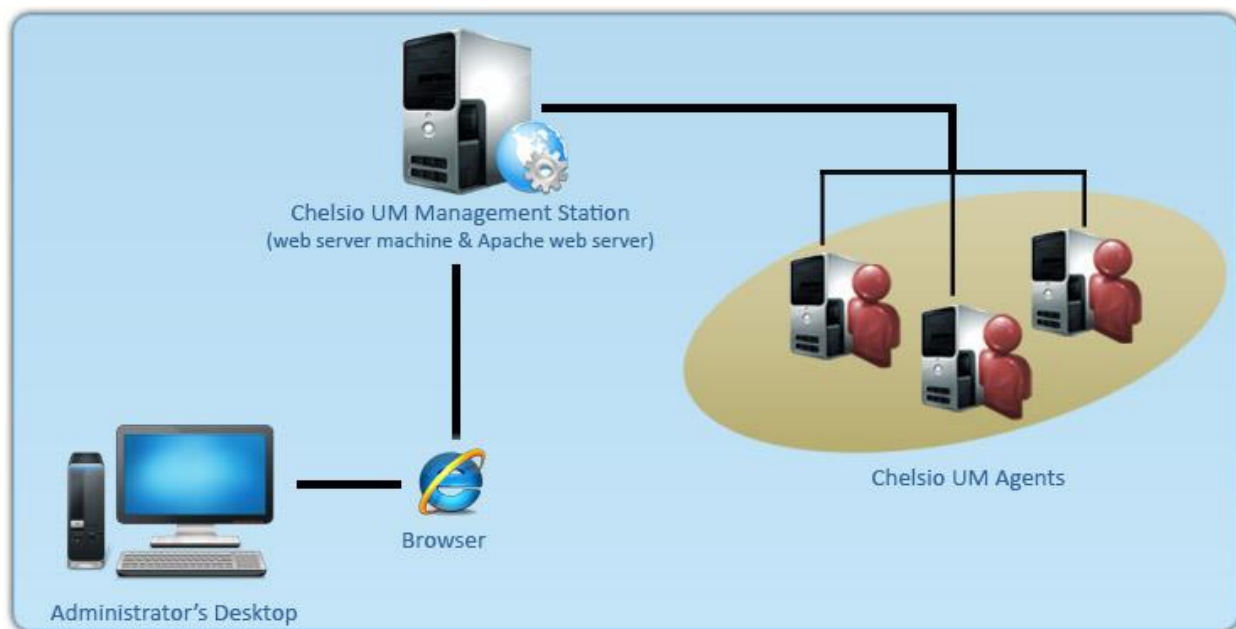 Chelsio UM Management Station
(web server machine & Apache web server)
Chelsio UM Agents
Browser
Administrator's Desktop